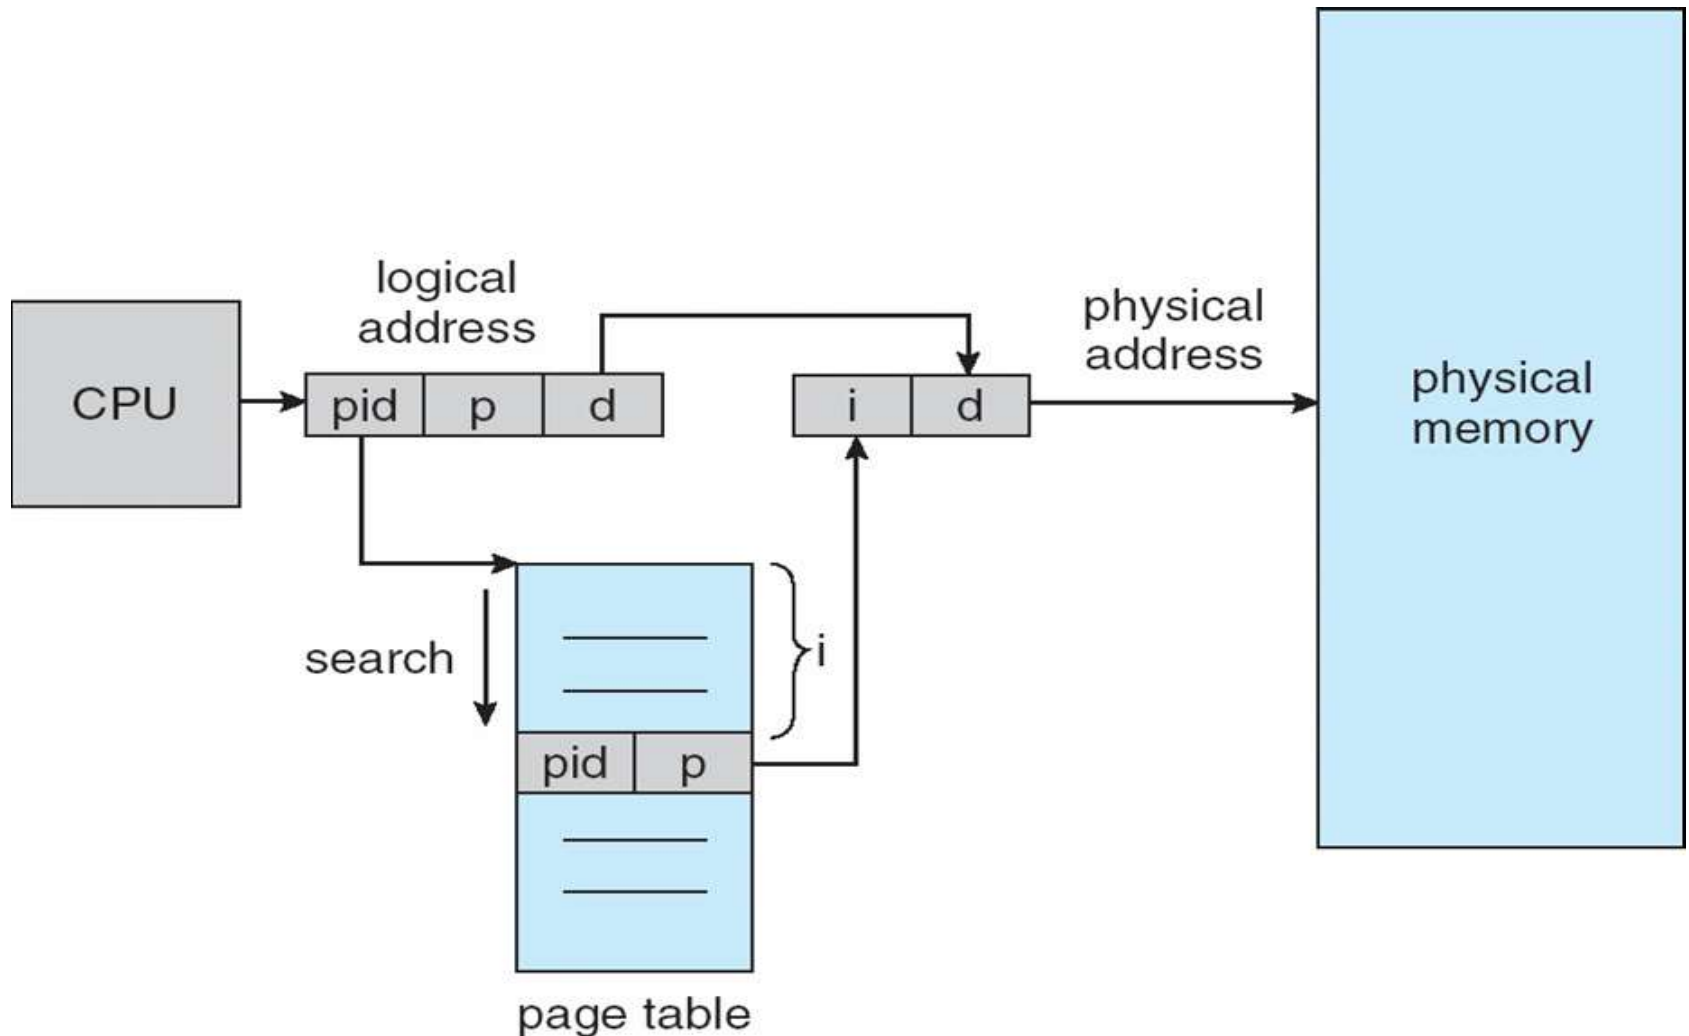 logical
address
physical
address
CPU
pid p d
i d
physical
memory
search
i
pid p
page table